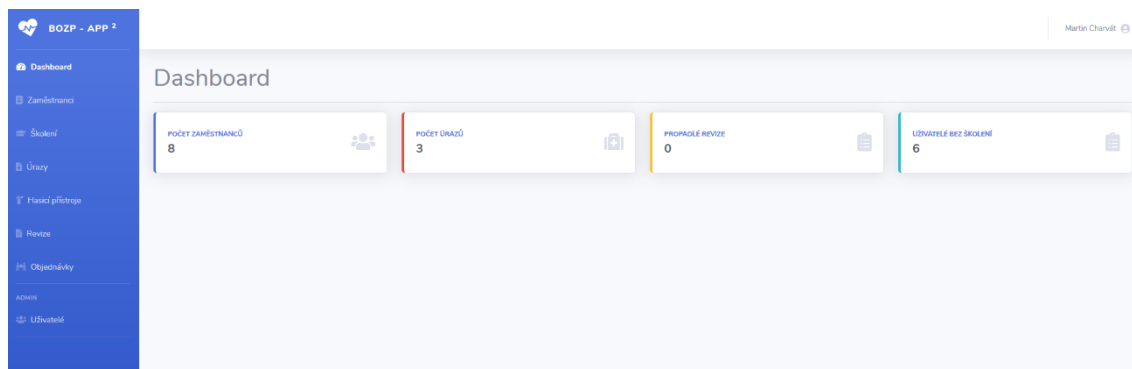 BOZP - APP ²
Martin Charvát
Dashboard
Zaměstnanci
Školení
Úrazy
Hasicí přístroje
Revize
Objednávky
ADMIN
Uživatelé
Dashboard
POČET ZAMĚSTNANCŮ
8
POČET ÚRAZŮ
3
PROPADLÉ REVIZE
0
UŽIVATELÉ BEZ ŠKOLENÍ
6